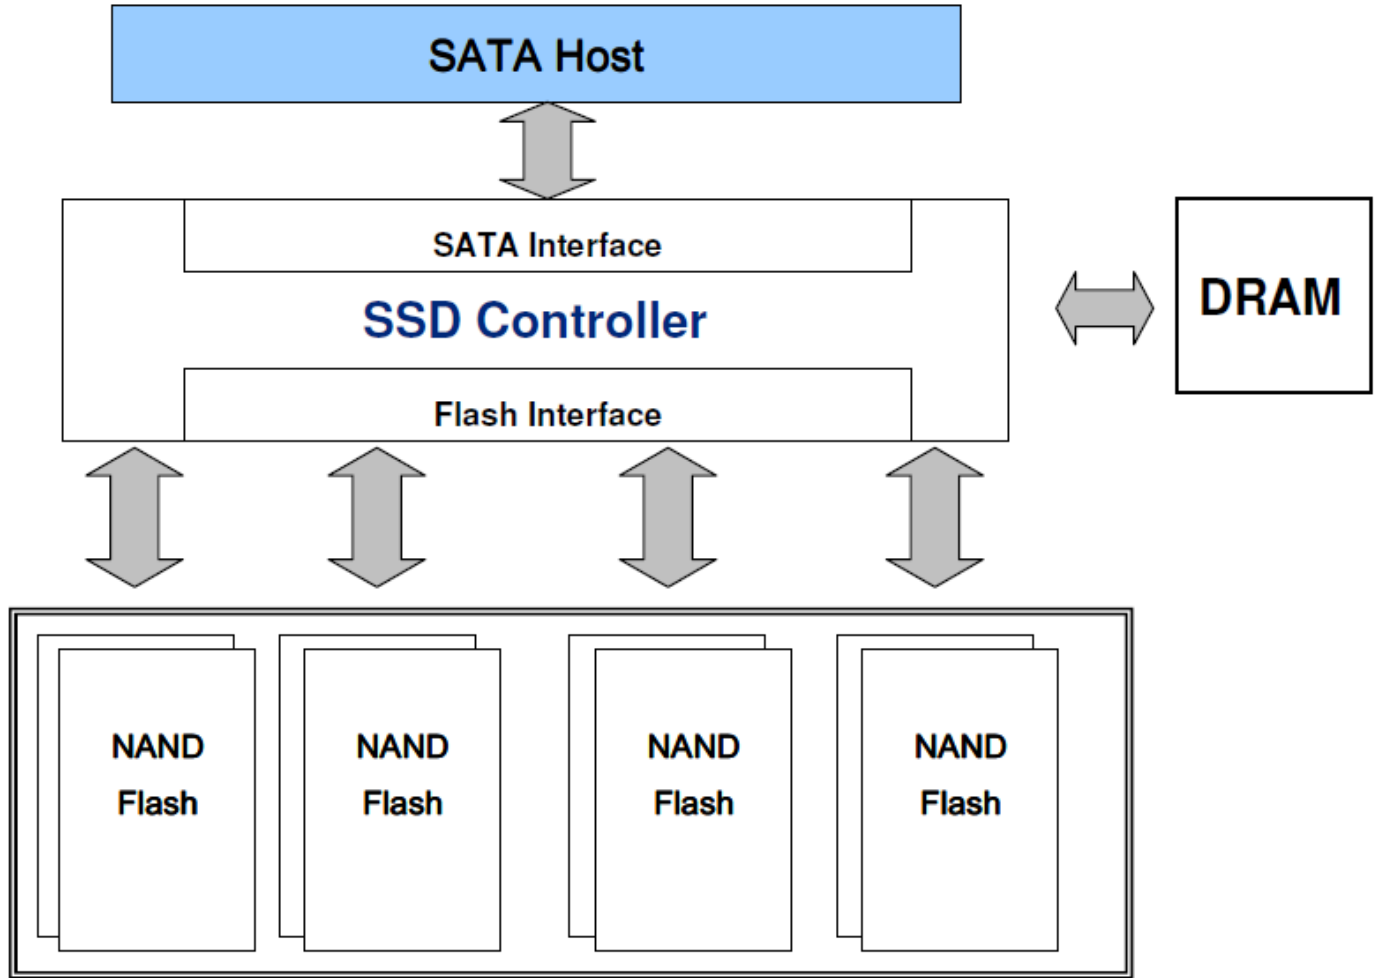 SATA Host
SATA Interface
SSD Controller
DRAM
Flash Interface
NAND
Flash
NAND
Flash
NAND
Flash
NAND
Flash